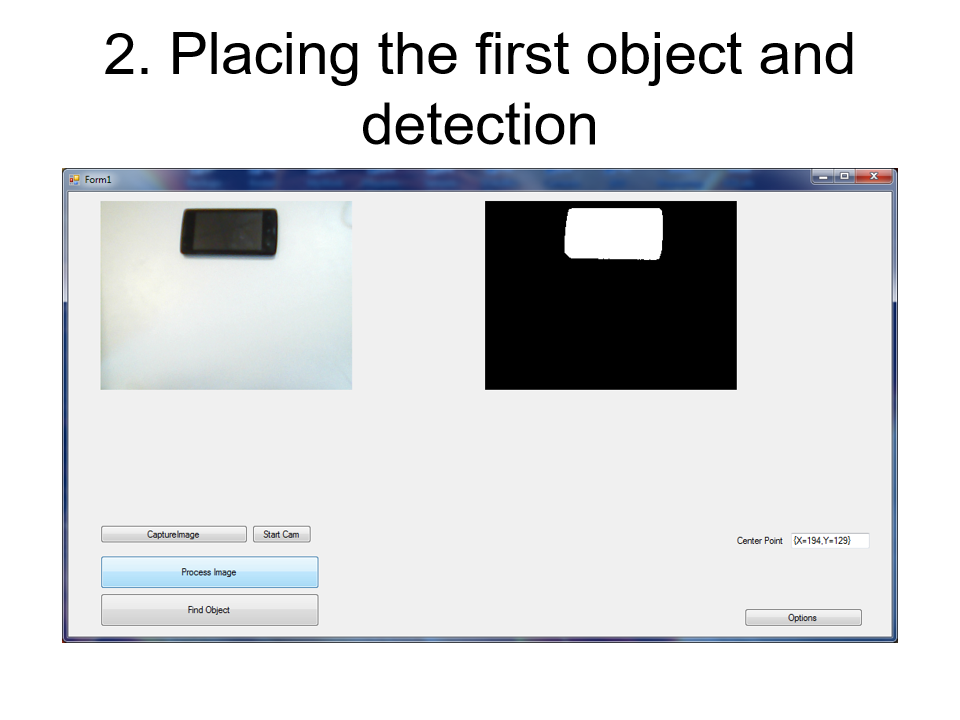 2. Placing the first object and
detection
Form1
CaptureImage
Start Cam
Center Point
{X=194,Y=129}
Process Image
Find Object
Options